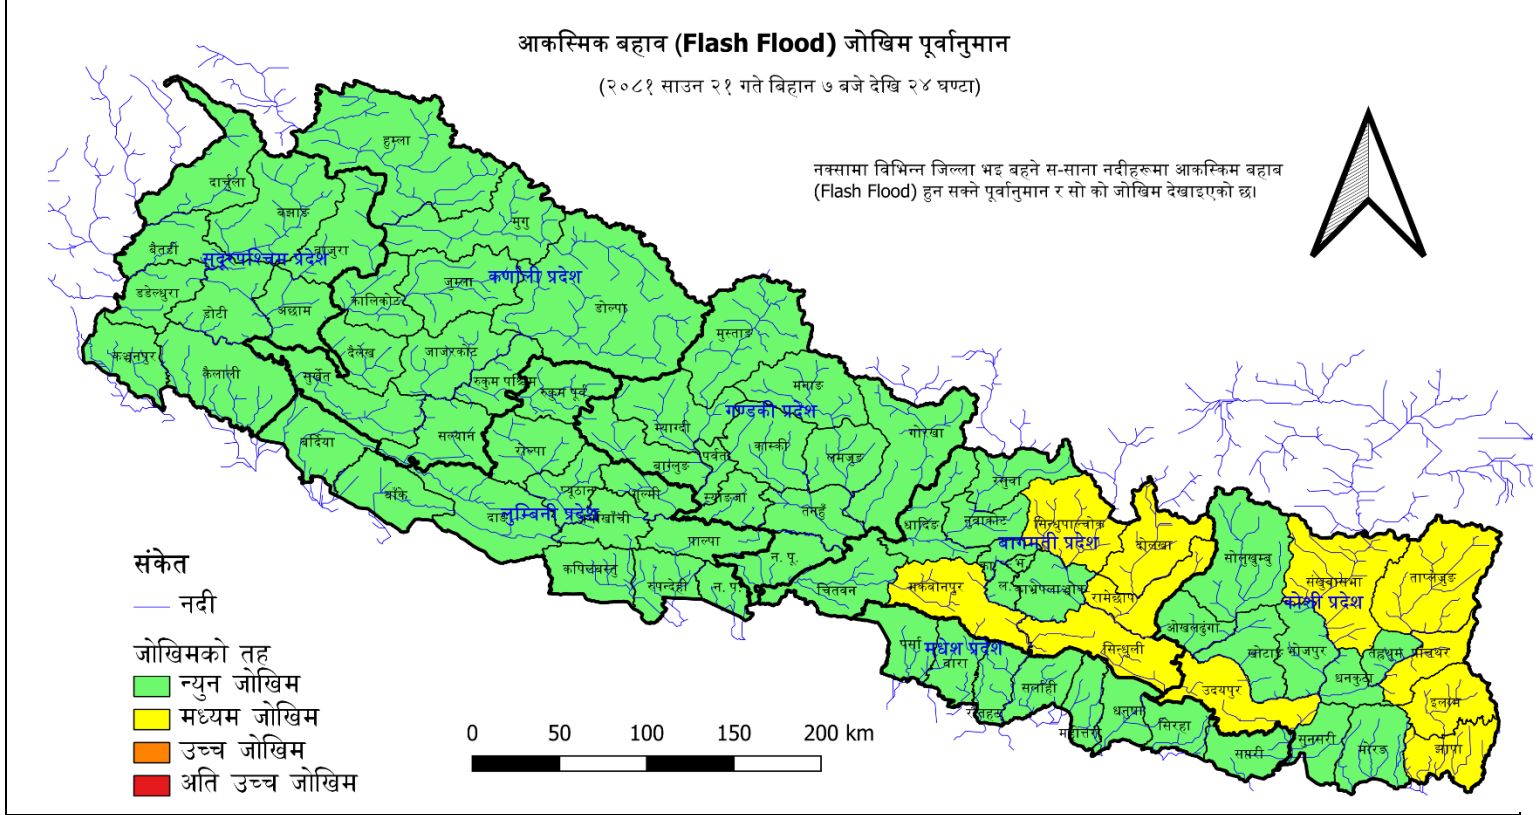 आकस्मिक बहाव (Flash Flood) जोखिम पूर्वानुमान
(२०८१ साउन २१ गते बिहान ७ बजे देखि २४ घण्टा)
नक्सामा विभिन्न जिल्ला भइ बहने स-साना नदीहरूमा आकस्किम बहाब
(Flash Flood) हुन सक्ने पूर्वानुमान र सो को जोखिम देखाइएको छ।
हुम्ला
दार्चुला
बझाङ
मुगु
बैतडी
बाजुरा
सुदूरपश्चिम प्रदेश
कर्णाली प्रदेश
जुम्ला
डडेल्धुरा
कालिकोट
डोल्पा
डोटी
अछाम
मुस्ताङ
कञ्चनपुर
दैलेख
जाजरकोट
कैलाली
सुर्खेत
रुकुम पश्चिम
रुकुम पूर्व
मनाङ
गण्डकी प्रदेश
म्याग्दी
गोरखा
बर्दिया
सल्यान
रोल्पा
कास्की
पर्वत
लमजुङ
बाग्लुङ
रसुवा
बाँके
प्यूठान
गुल्मी
स्याङजा
तनहुँ
दाङ
लुम्बिनी प्रदेश
धादिङ
नुवाकोट
सिन्धुपाल्चोक
बागमती प्रदेश
दोलखा
पाल्पा
न. पू.
सोलुखुम्बु
कपिलबस्तु
रुपन्देही
न. प.
चितवन
मकवानपुर
का
भ.
ल.
काभ्रेपलाञ्चोक
रामेछाप
संखुवासभा
ताप्लेजुङ
कोशी प्रदेश
ओखलढुंगा
पर्सा
बारा
मधेश प्रदेश
सिन्धुली
खोटाङ
भोजपुर
तेह्रथुम
पाँचथर
धनकुटा
सर्लाही
उदयपुर
इलाम
रौतहट
महोत्तरी
धनुषा
सिरहा
सप्तरी
सुनसरी
मोरङ
झापा
संकेत
नदी
जोखिमको तह
न्युन जोखिम
मध्यम जोखिम
उच्च जोखिम
अति उच्च जोखिम
0 50 100 150 200 km